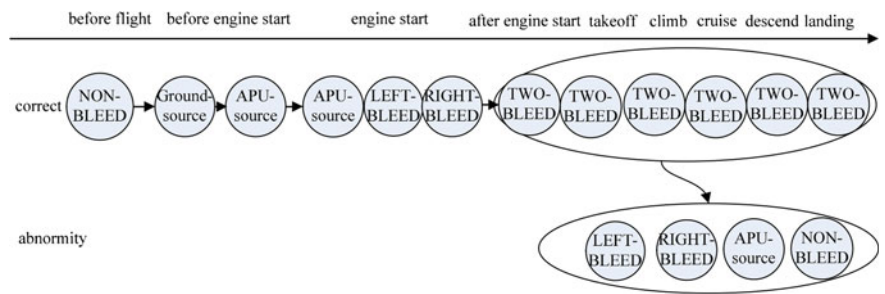 before flight before engine start engine start after engine start takeoff climb cruise descend landing
correct
NON-
BLEED
Ground-
source
APU-
source
APU-
source
LEFT-
BLEED
RIGHT-
BLEED
TWO-
BLEED
TWO-
BLEED
TWO-
BLEED
TWO-
BLEED
TWO-
BLEED
TWO-
BLEED
abnormity
LEFT-
BLEED
RIGHT-
BLEED
APU-
source
NON-
BLEED